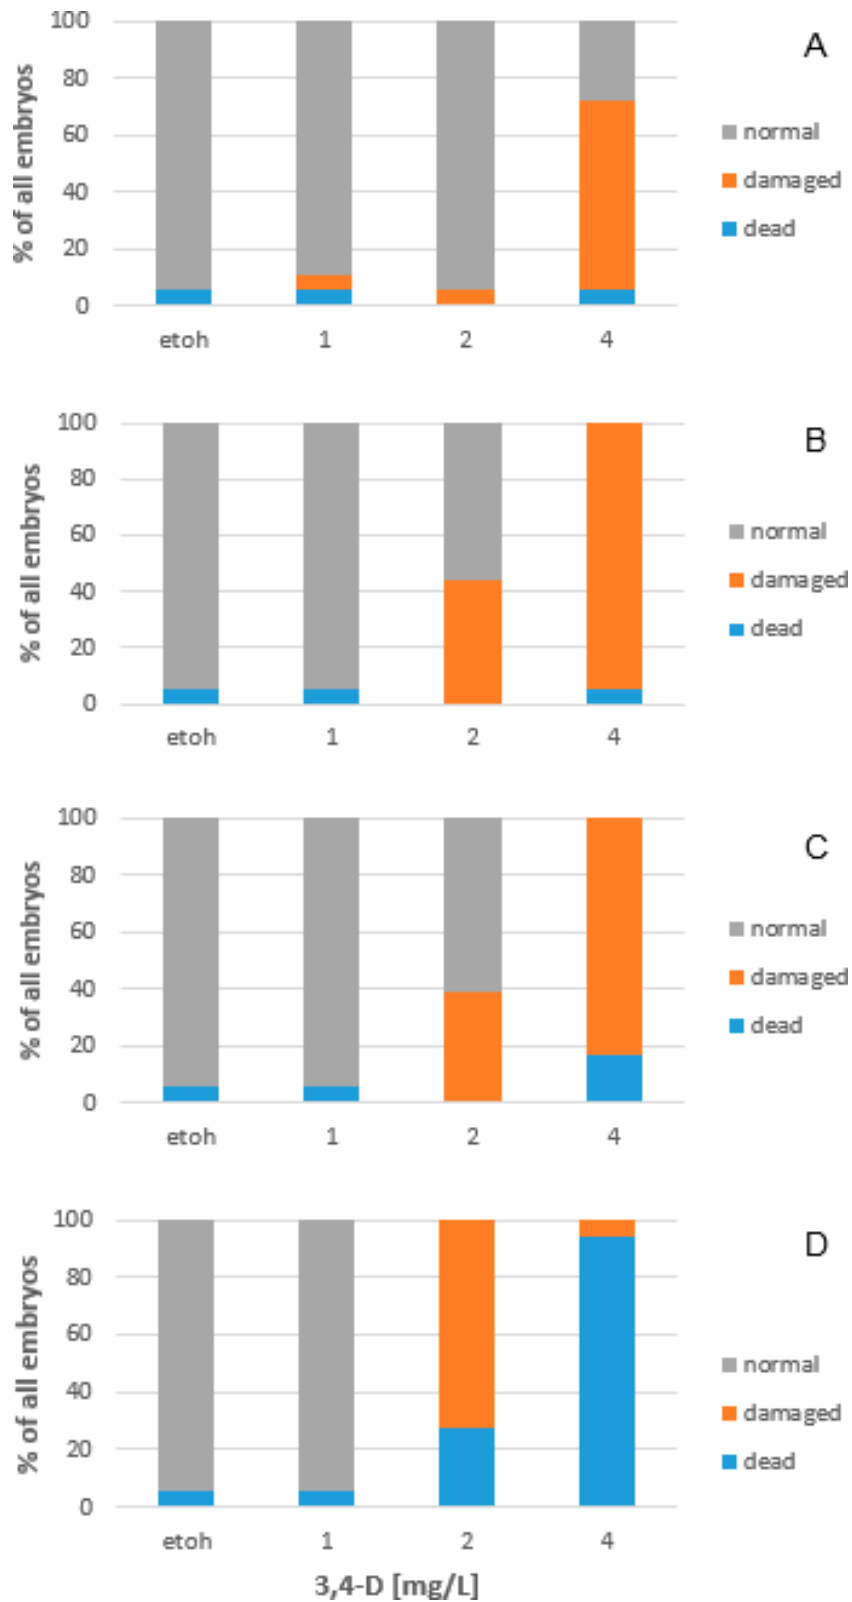 A
% of all embryos
100
80
60
40
20
0
etoh 1 2 4
normal
damaged
dead
B
% of all embryos
100
80
60
40
20
0
etoh 1 2 4
normal
damaged
dead
C
% of all embryos
100
80
60
40
20
0
etoh 1 2 4
normal
damaged
dead
D
% of all embryos
100
80
60
40
20
0
etoh 1 2 4
normal
damaged
dead
3,4-D [mg/L]